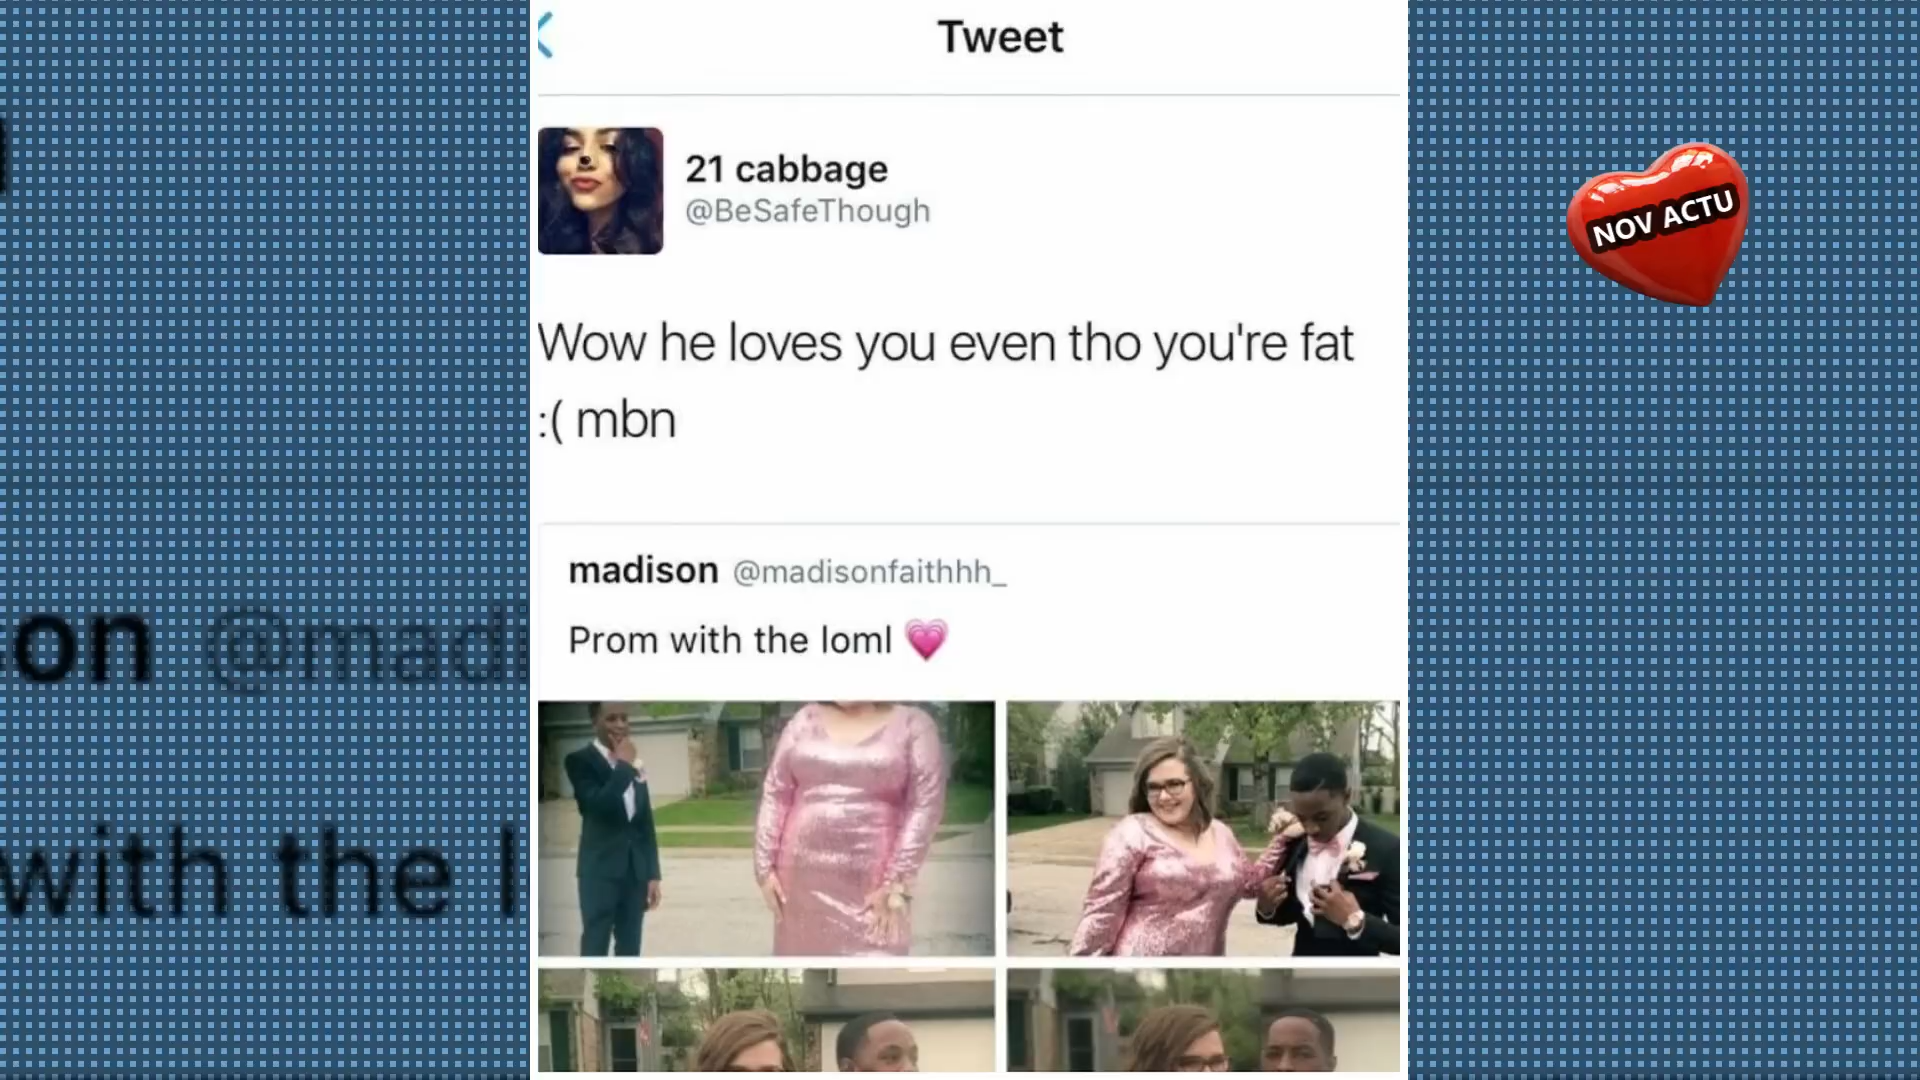 Tweet
21 cabbage
@BeSafeThough
Wow he loves you even tho you're fat
:( mbn
madison @madisonfaithhh_
Prom with the loml 💗
NOV ACTU
on @madi
with the l